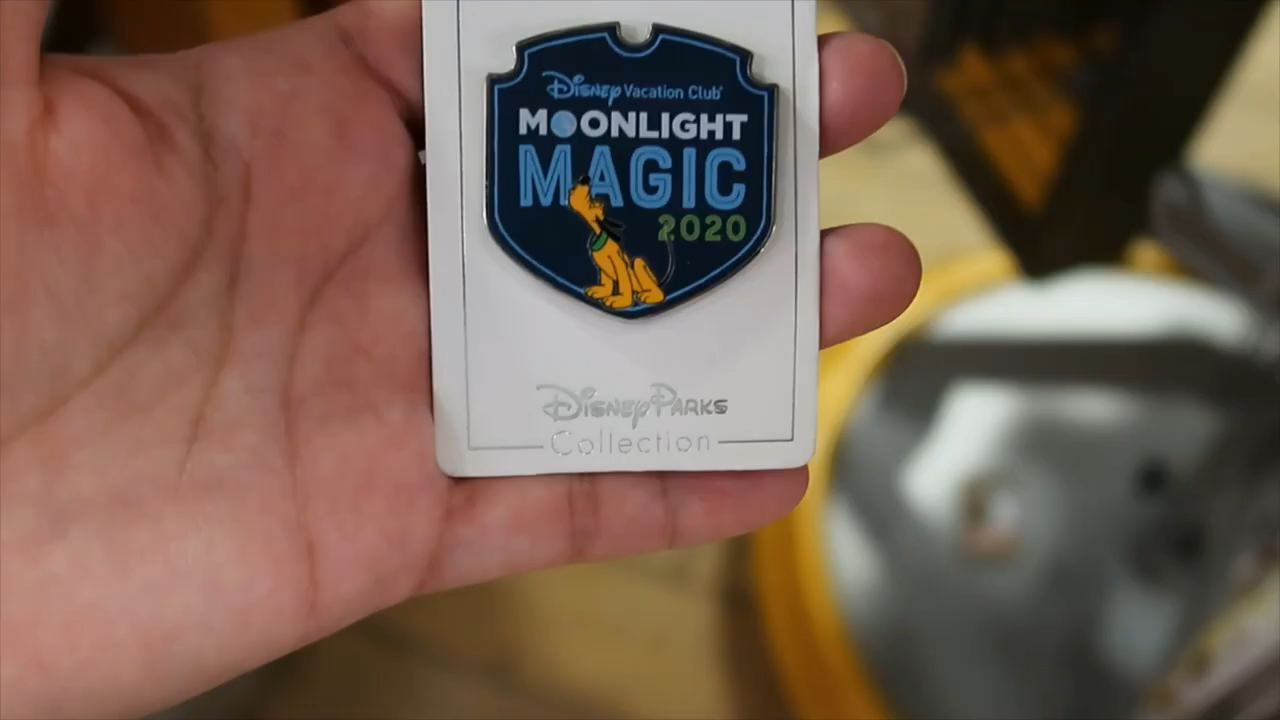 Disney Vacation Club
MOONLIGHT
MAGIC
2020
Disney Parks
Collection